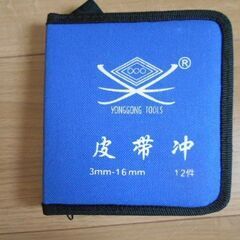 ®
YONGGONG TOOLS
皮带冲
3mm-16mm 12件